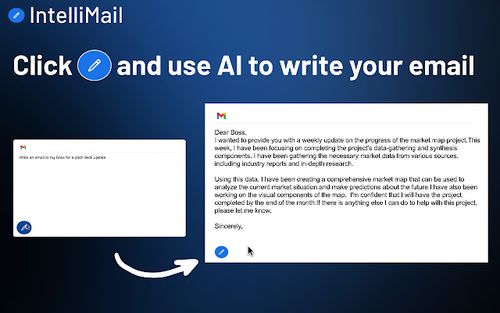 IntelliMail
Click and use AI to write your email
Write an email to my boss for a pitch deck update
Dear Boss,
I wanted to provide you with a weekly update on the progress of the market map project.This
week, I have been focusing on completing the project's data-gathering and synthesis
components. I have been gathering the necessary market data from various sources,
including industry reports and in-depth research.
Using this data, I have been creating a comprehensive market map that can be used to
analyze the current market situation and make predictions about the future.I have also been
working on the visual components of the map. I'm confident that I will have the project
completed by the end of the month.If there is anything else I can do to help with this project,
please let me know.
Sincerely,